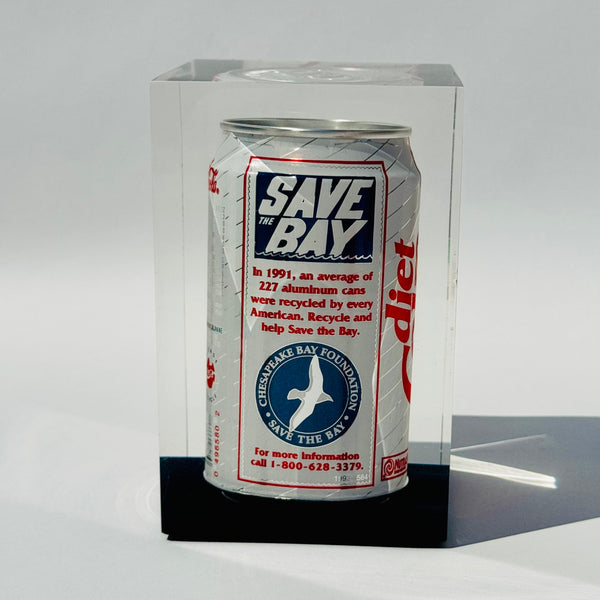 SAVE
THE
BAY
In 1991, an average of
227 aluminum cans
were recycled by every
American. Recycle and
help Save the Bay.
CHESAPEAKE BAY FOUNDATION
• SAVE THE BAY •
For more information
call 1-800-628-3379.
diet